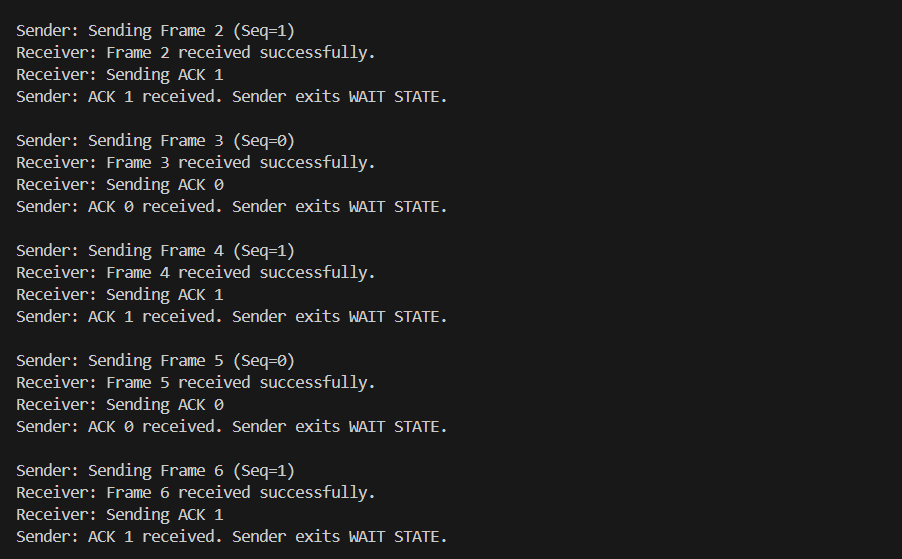 Sender: Sending Frame 2 (Seq=1)
Receiver: Frame 2 received successfully.
Receiver: Sending ACK 1
Sender: ACK 1 received. Sender exits WAIT STATE.
Sender: Sending Frame 3 (Seq=0)
Receiver: Frame 3 received successfully.
Receiver: Sending ACK 0
Sender: ACK 0 received. Sender exits WAIT STATE.
Sender: Sending Frame 4 (Seq=1)
Receiver: Frame 4 received successfully.
Receiver: Sending ACK 1
Sender: ACK 1 received. Sender exits WAIT STATE.
Sender: Sending Frame 5 (Seq=0)
Receiver: Frame 5 received successfully.
Receiver: Sending ACK 0
Sender: ACK 0 received. Sender exits WAIT STATE.
Sender: Sending Frame 6 (Seq=1)
Receiver: Frame 6 received successfully.
Receiver: Sending ACK 1
Sender: ACK 1 received. Sender exits WAIT STATE.